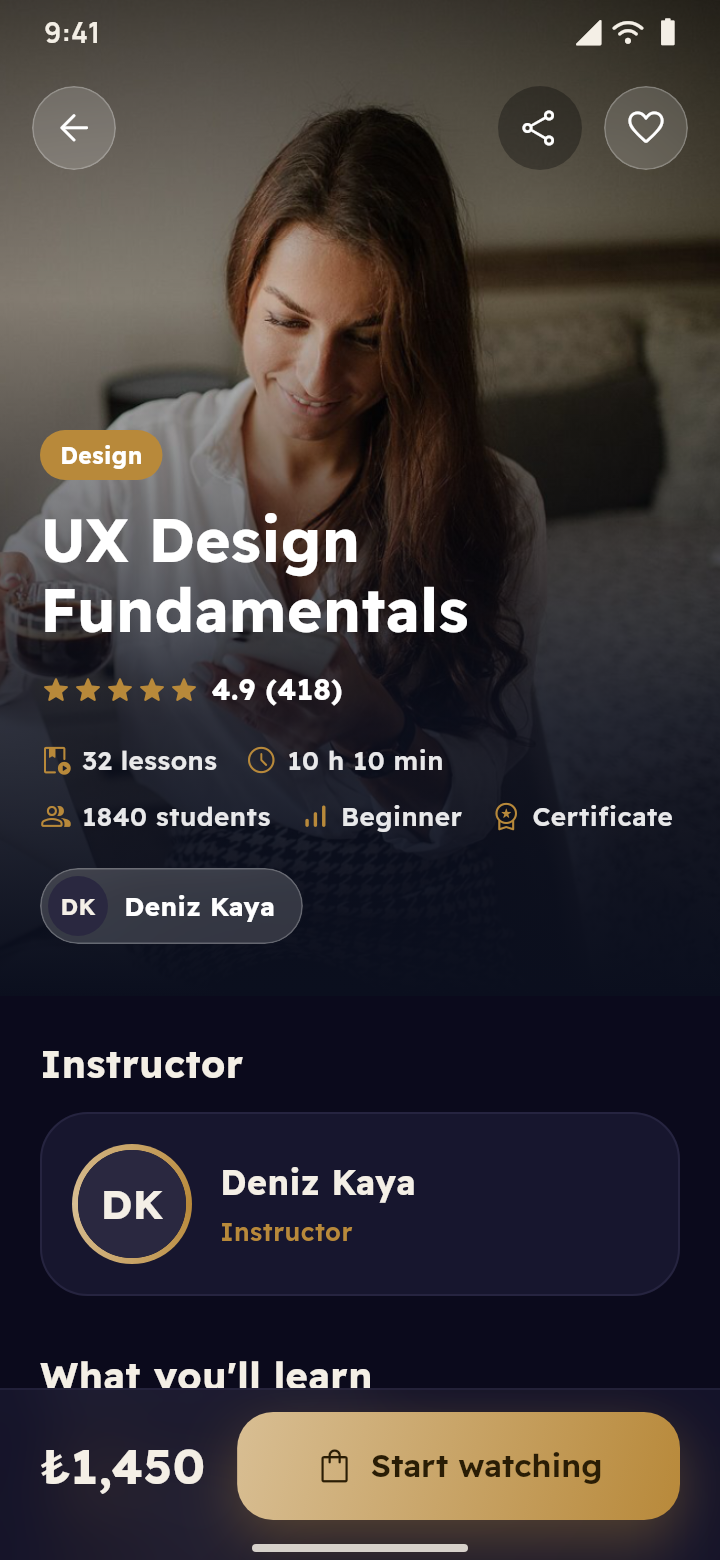 9:41
Design
UX Design
Fundamentals
4.9 (418)
32 lessons 10 h 10 min
1840 students Beginner Certificate
DK Deniz Kaya
Instructor
DK
Deniz Kaya
Instructor
What you'll learn
₺1,450 Start watching